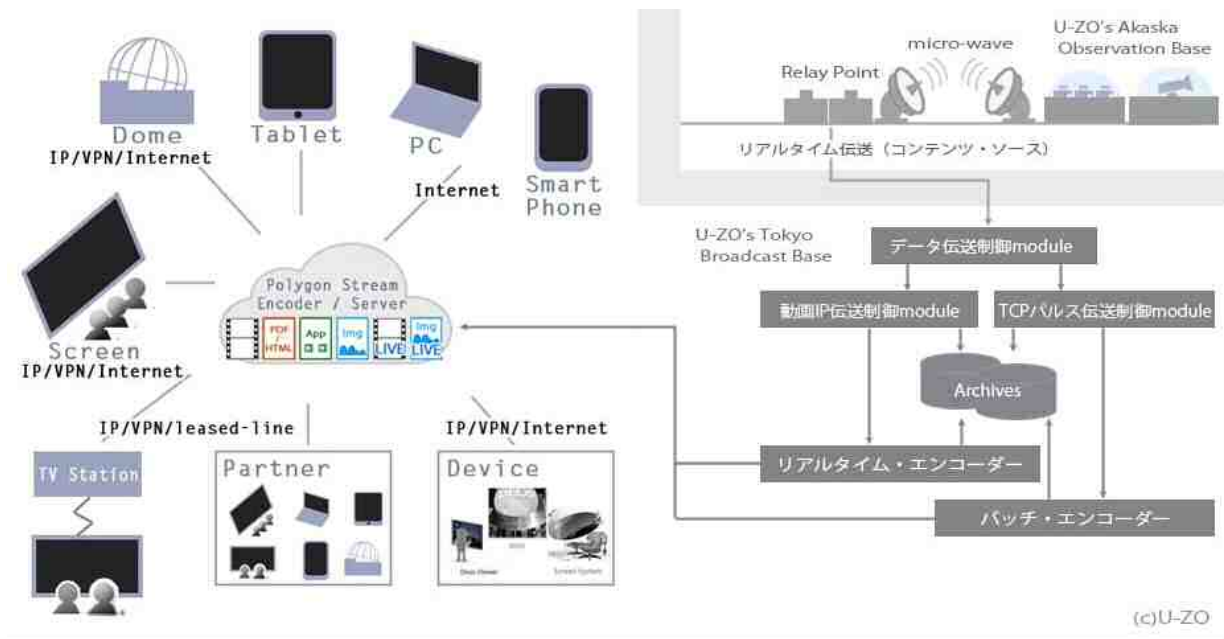 Dome
IP/VPN/Internet
Tablet
PC
Internet
Smart
Phone
Screen
IP/VPN/Internet
Polygon Stream
Encoder / Server
PDF
/
HTML
App
Img
LIVE
Img
LIVE
IP/VPN/leased-line
IP/VPN/Internet
TV Station
Partner
Device
Screen System
U-ZO's Akaska
Observation Base
micro-wave
Relay Point
リアルタイム伝送（コンテンツ・ソース）
U-ZO's Tokyo
Broadcast Base
データ伝送制御module
動画IP伝送制御module
TCPパルス伝送制御module
Archives
リアルタイム・エンコーダー
バッチ・エンコーダー
(c)U-ZO